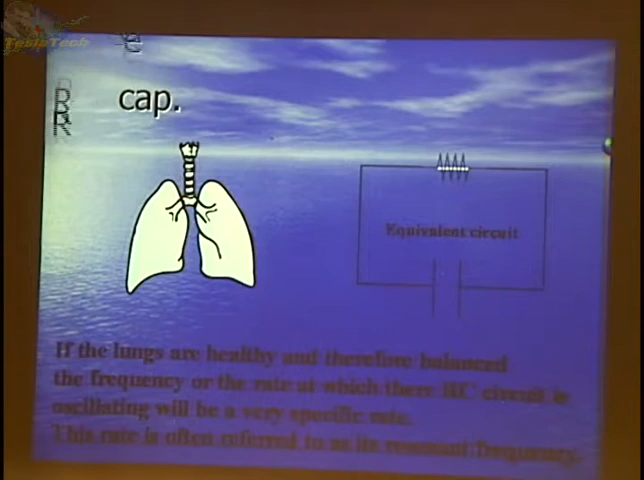 TeslaTech
cap.
R
R
Equivalent circuit
If the lungs are healthy and therefore balanced
the frequency or the rate at which there RC circuit is
oscillating will be a very specific rate.
This rate is often referred to as its resonant frequency.